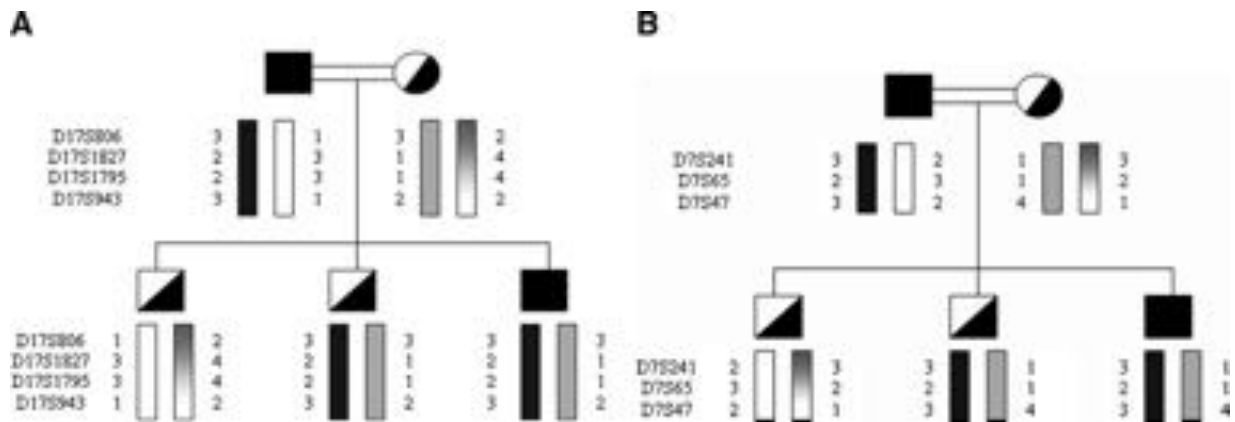 A
D17S806 3 1 3 2
D17S1827 2 3 1 4
D17S1795 2 3 1 4
D17S943 3 1 2 2
D17S806 1 2 3 3 3 3
D17S1827 3 4 2 1 2 1
D17S1795 3 4 2 1 2 1
D17S943 1 2 3 2 3 2
B
D7S241 3 2 1 3
D7S65 2 3 1 2
D7S47 3 2 4 1
D7S241 2 3 3 1 3 1
D7S65 3 2 2 1 2 1
D7S47 2 1 3 4 3 4